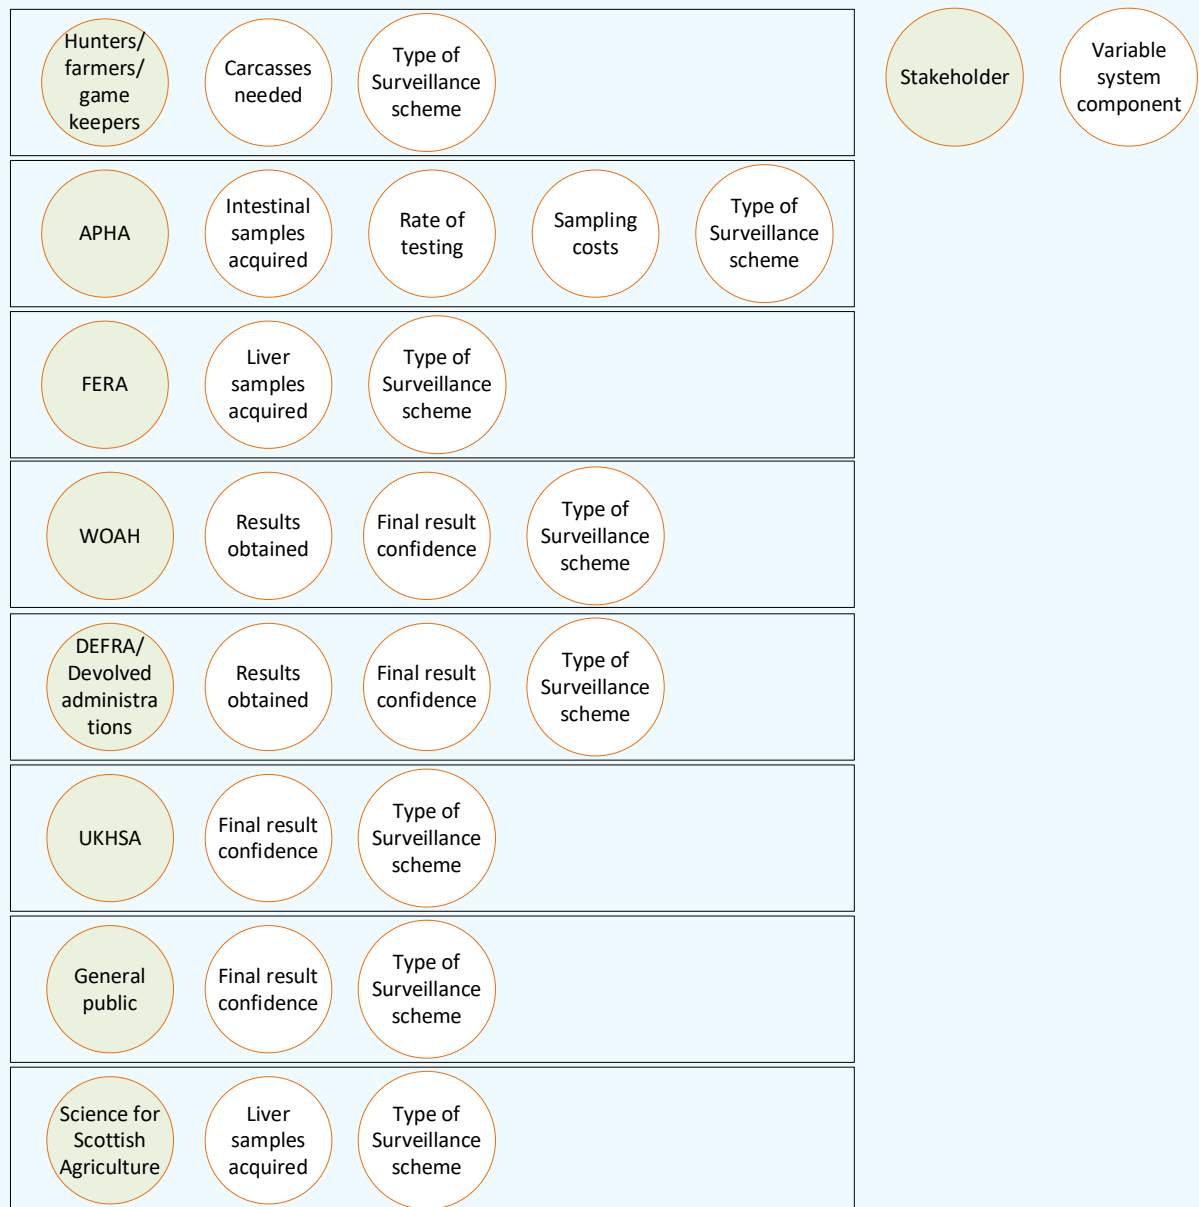 Hunters/
farmers/
game
keepers
Carcasses
needed
Type of
Surveillance
scheme
Stakeholder
Variable
system
component
APHA
Intestinal
samples
acquired
Rate of
testing
Sampling
costs
Type of
Surveillance
scheme
FERA
Liver
samples
acquired
Type of
Surveillance
scheme
WOAH
Results
obtained
Final result
confidence
Type of
Surveillance
scheme
DEFRA/
Devolved
administra
tions
Results
obtained
Final result
confidence
Type of
Surveillance
scheme
UKHSA
Final result
confidence
Type of
Surveillance
scheme
General
public
Final result
confidence
Type of
Surveillance
scheme
Science for
Scottish
Agriculture
Liver
samples
acquired
Type of
Surveillance
scheme